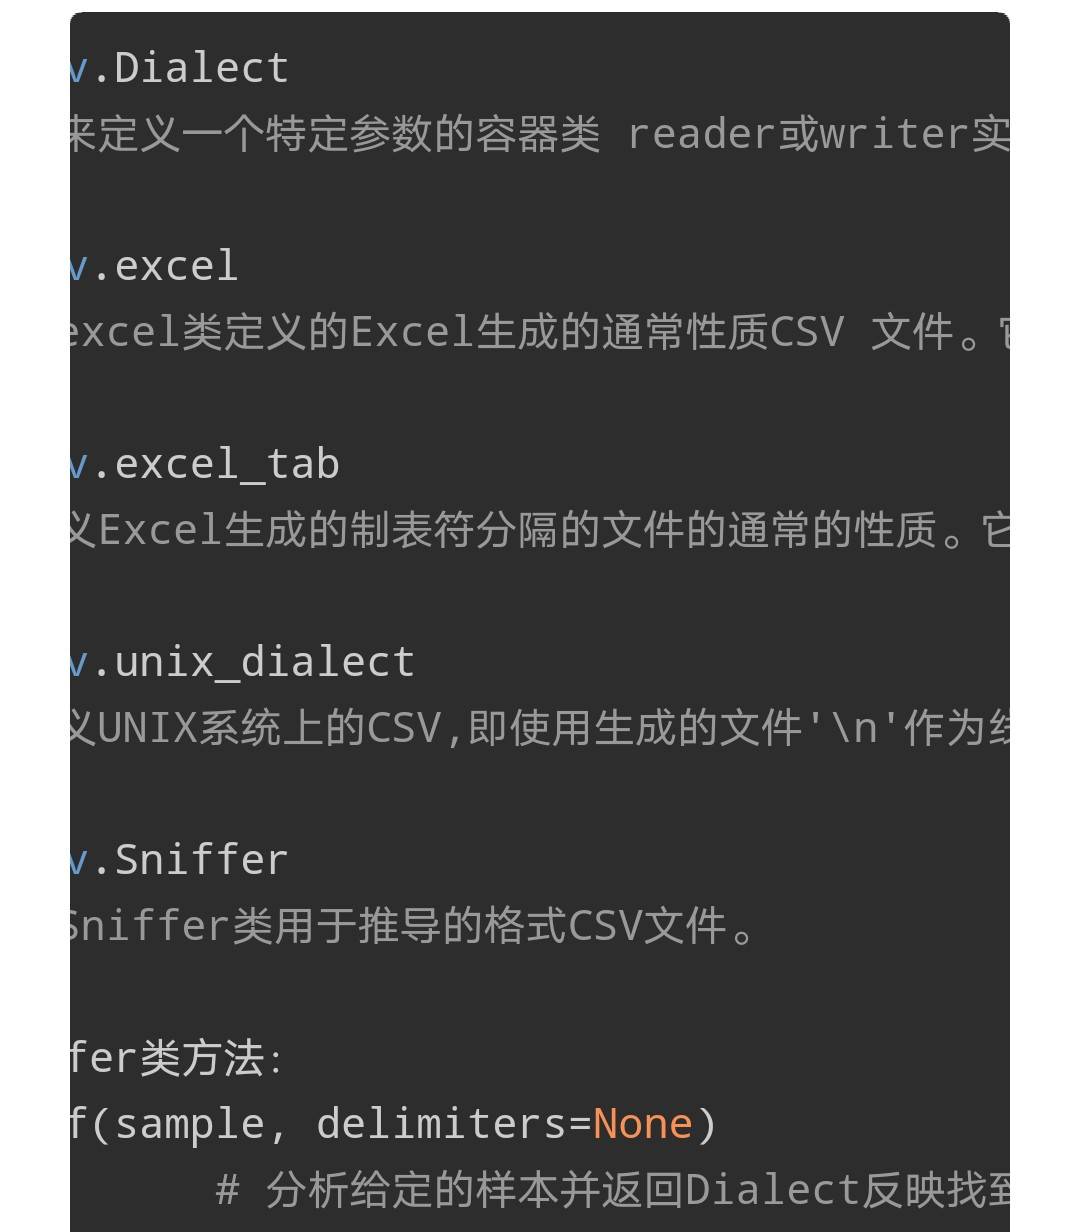 v.Dialect
来定义一个特定参数的容器类 reader或writer实
v.excel
excel类定义的Excel生成的通常性质CSV 文件。它
v.excel_tab
义Excel生成的制表符分隔的文件的通常的性质。它
v.unix_dialect
义UNIX系统上的CSV,即使用生成的文件'\n'作为线
v.Sniffer
Sniffer类用于推导的格式CSV文件。
fer类方法:
f(sample, delimiters=None)
# 分析给定的样本并返回Dialect反映找到